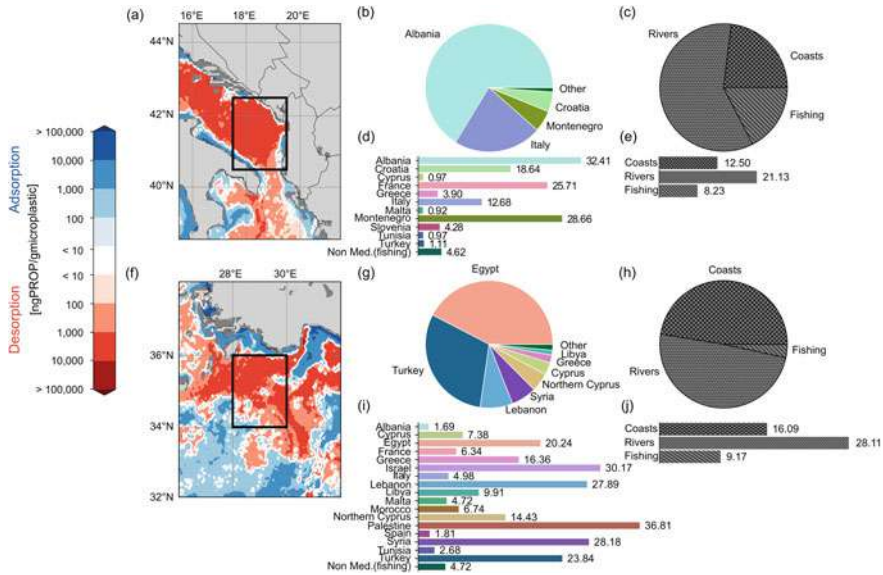 (a)
18°E 20°E
44°N
42°N
40°N
(b)
Albania
Other
Croatia
Montenegro
Italy
(c)
Rivers
Coasts
Fishing
(d)
Albania 32.41
Croatia 18.64
Cyprus 0.97
France 25.71
Greece 3.90
Italy 12.68
Malta 0.92
Montenegro 28.66
Slovenia 4.28
Tunisia 0.97
Turkey 1.11
Non Med.(fishing) 4.62
(e)
Coasts 12.50
Rivers 21.13
Fishing 8.23
Adsorption
Desorption
[ngPROP/gmicroplastic]
> 100,000
10,000
1,000
100
< 10
< 10
100
1,000
10,000
> 100,000
(f)
28°E 30°E
36°N
34°N
32°N
(g)
Egypt
Turkey
Other
Libya
Greece
Cyprus
Northern Cyprus
Syria
Lebanon
(h)
Coasts
Fishing
Rivers
(i)
Albania 1.69
Cyprus 7.38
Egypt 20.24
France 6.34
Greece 16.36
Israel 30.17
Italy 4.98
Lebanon 27.89
Libya 9.91
Malta 4.72
Morocco 6.74
Northern Cyprus 14.43
Palestine 36.81
Spain 1.81
Syria 28.18
Tunisia 2.68
Turkey 23.84
Non Med.(fishing) 4.72
(j)
Coasts 16.09
Rivers 28.11
Fishing 9.17